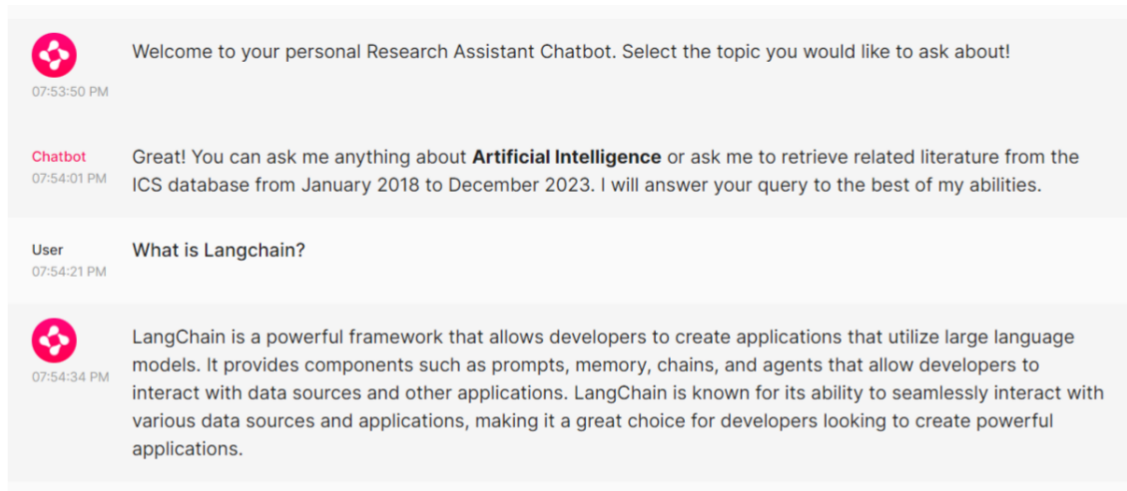 Welcome to your personal Research Assistant Chatbot. Select the topic you would like to ask about!
07:53:50 PM
Chatbot
07:54:01 PM
Great! You can ask me anything about Artificial Intelligence or ask me to retrieve related literature from the
ICS database from January 2018 to December 2023. I will answer your query to the best of my abilities.
User
07:54:21 PM
What is Langchain?
07:54:34 PM
LangChain is a powerful framework that allows developers to create applications that utilize large language
models. It provides components such as prompts, memory, chains, and agents that allow developers to
interact with data sources and other applications. LangChain is known for its ability to seamlessly interact with
various data sources and applications, making it a great choice for developers looking to create powerful
applications.